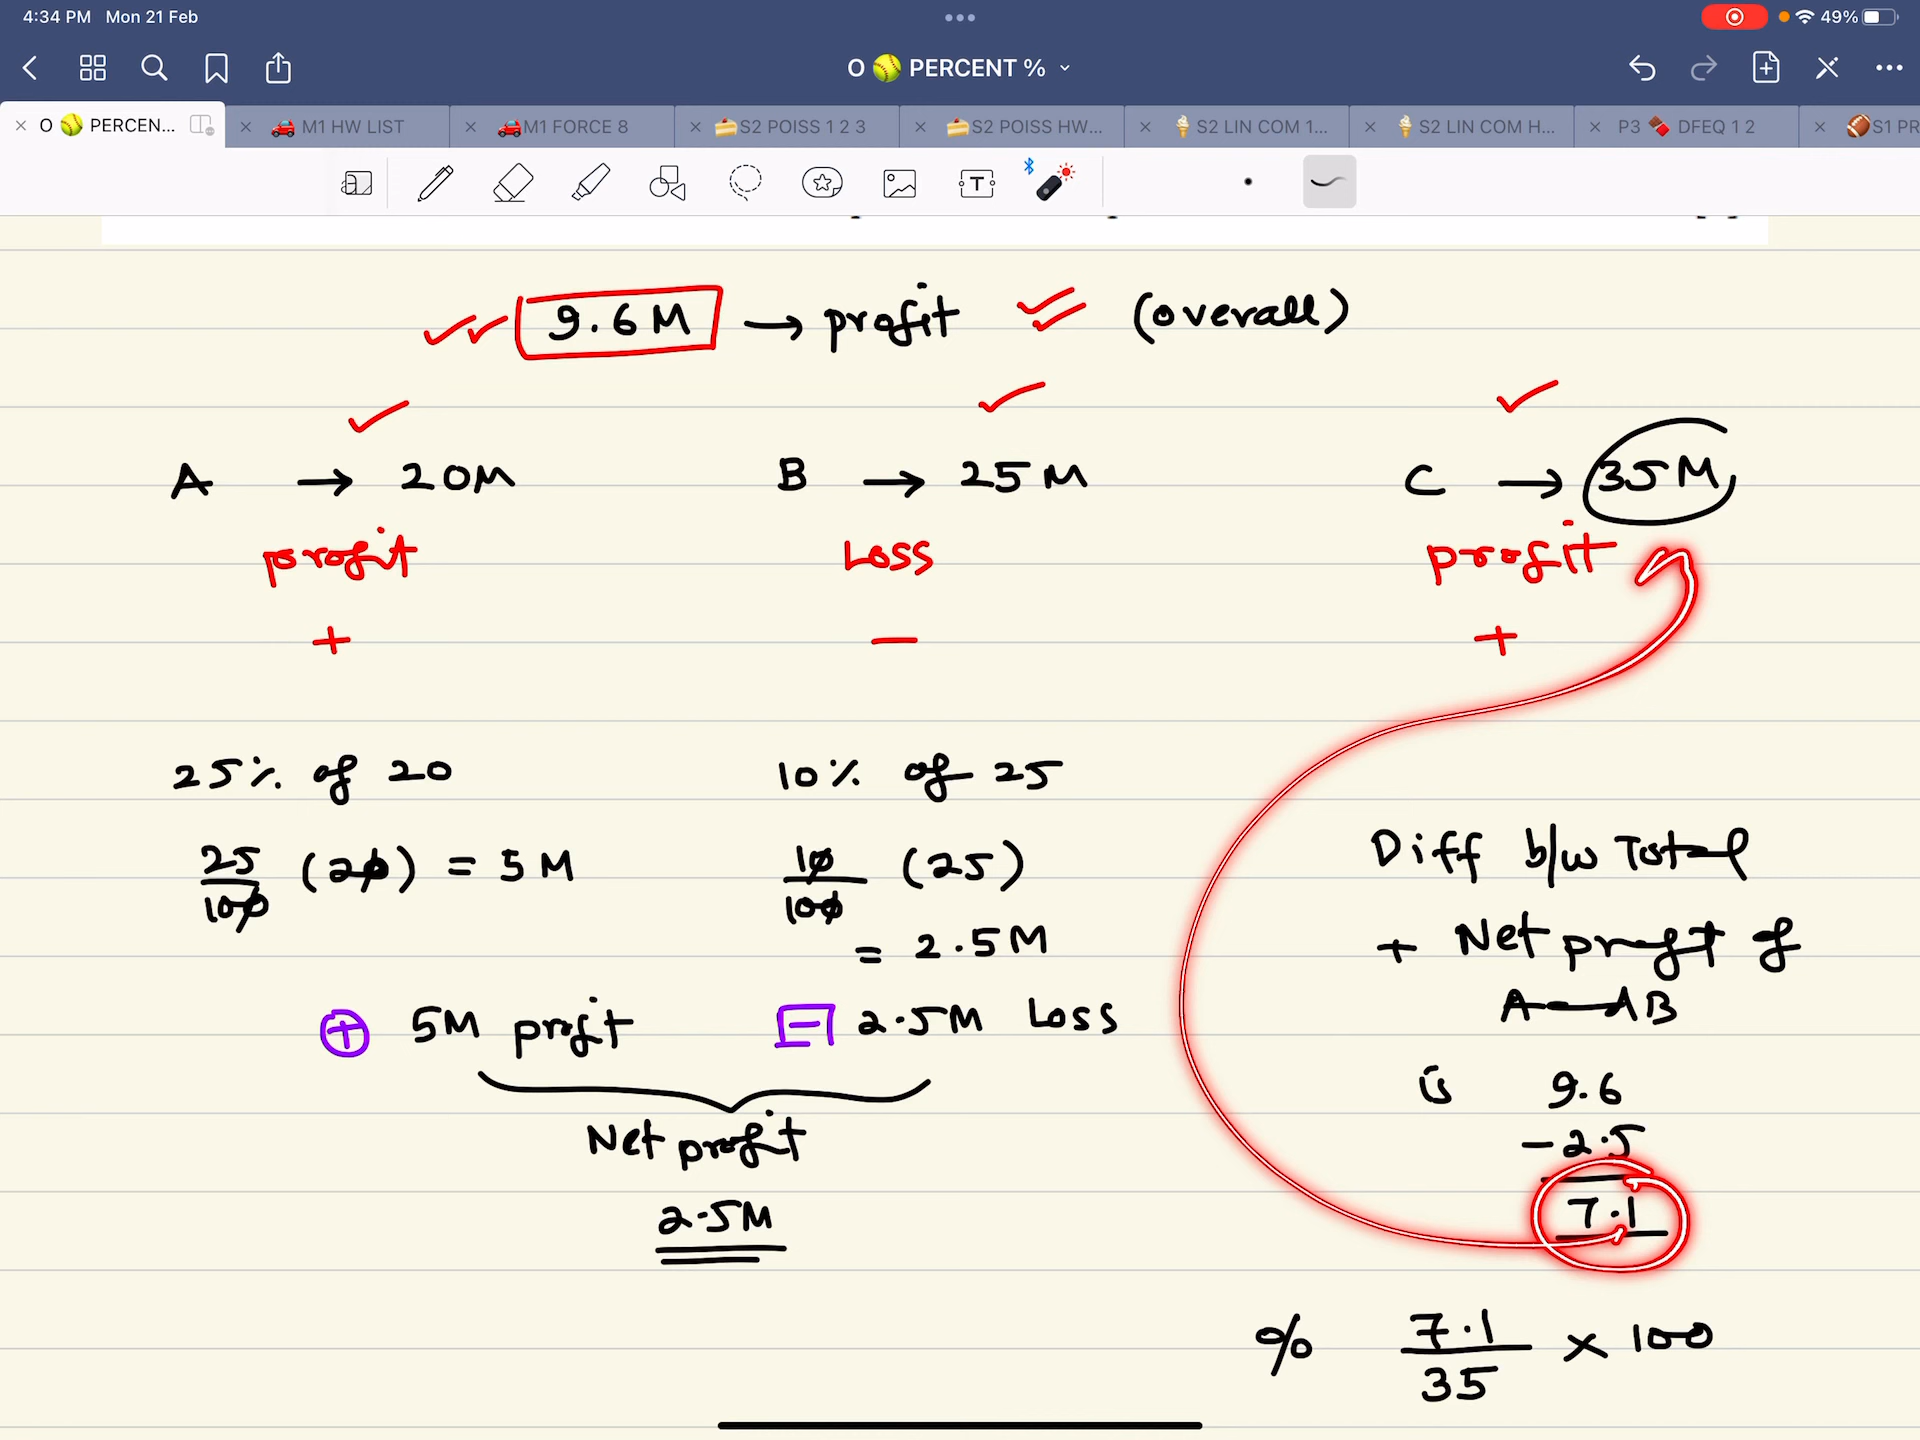 4:34 PM Mon 21 Feb
49%
O 🥎 PERCENT %
O 🥎 PERCEN...
🚗 M1 HW LIST
🚗M1 FORCE 8
🍰S2 POISS 1 2 3
🍰S2 POISS HW...
🍦 S2 LIN COM 1...
🍦 S2 LIN COM H...
P3 🍫 DFEQ 1 2
🏈S1 PR
9.6M → profit (overall)
A → 20M B → 25M C → 35M
profit Loss profit
+ − +
25% of 20 10% of 25
25/100 (20) = 5M 10/100 (25)
= 2.5M
Diff b/w Total
+ Net profit of
A — AB
+ 5M profit − 2.5M Loss
is 9.6
− 2.5
7.1
Net profit
2.5M
% 7.1/35 × 100